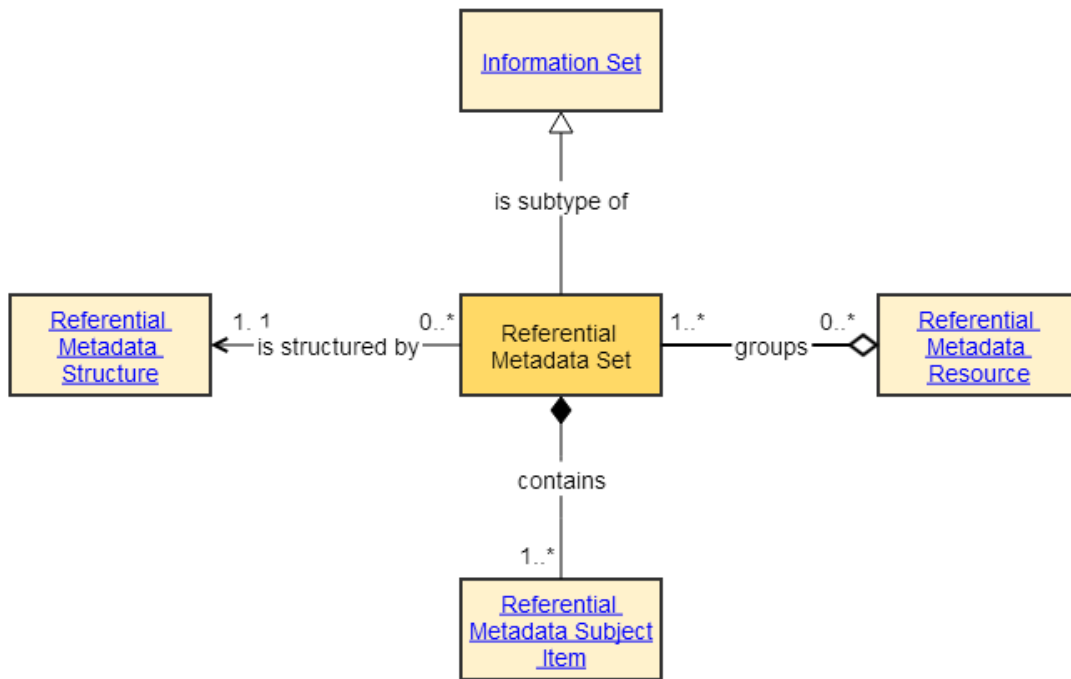 Information Set
is subtype of
Referential
Metadata
Structure
1..1
is structured by
0..*
Referential
Metadata Set
1..*
groups
0..*
Referential
Metadata
Resource
contains
1..*
Referential
Metadata Subject
Item